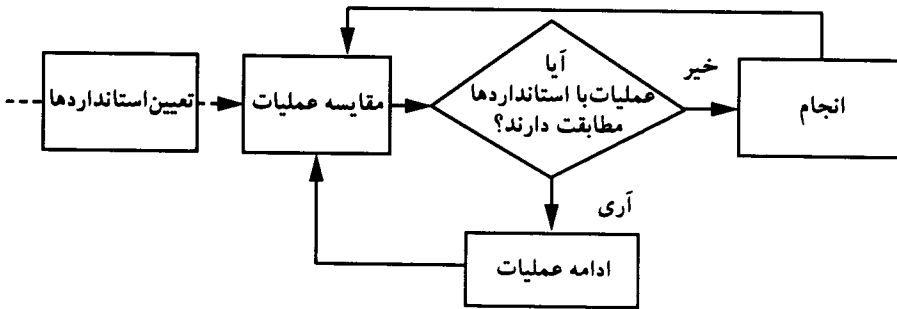 تعیین استانداردها
مقایسه عملیات
آیا
عملیات با استانداردها
مطابقت دارند؟
خیر
انجام
آری
ادامه عملیات